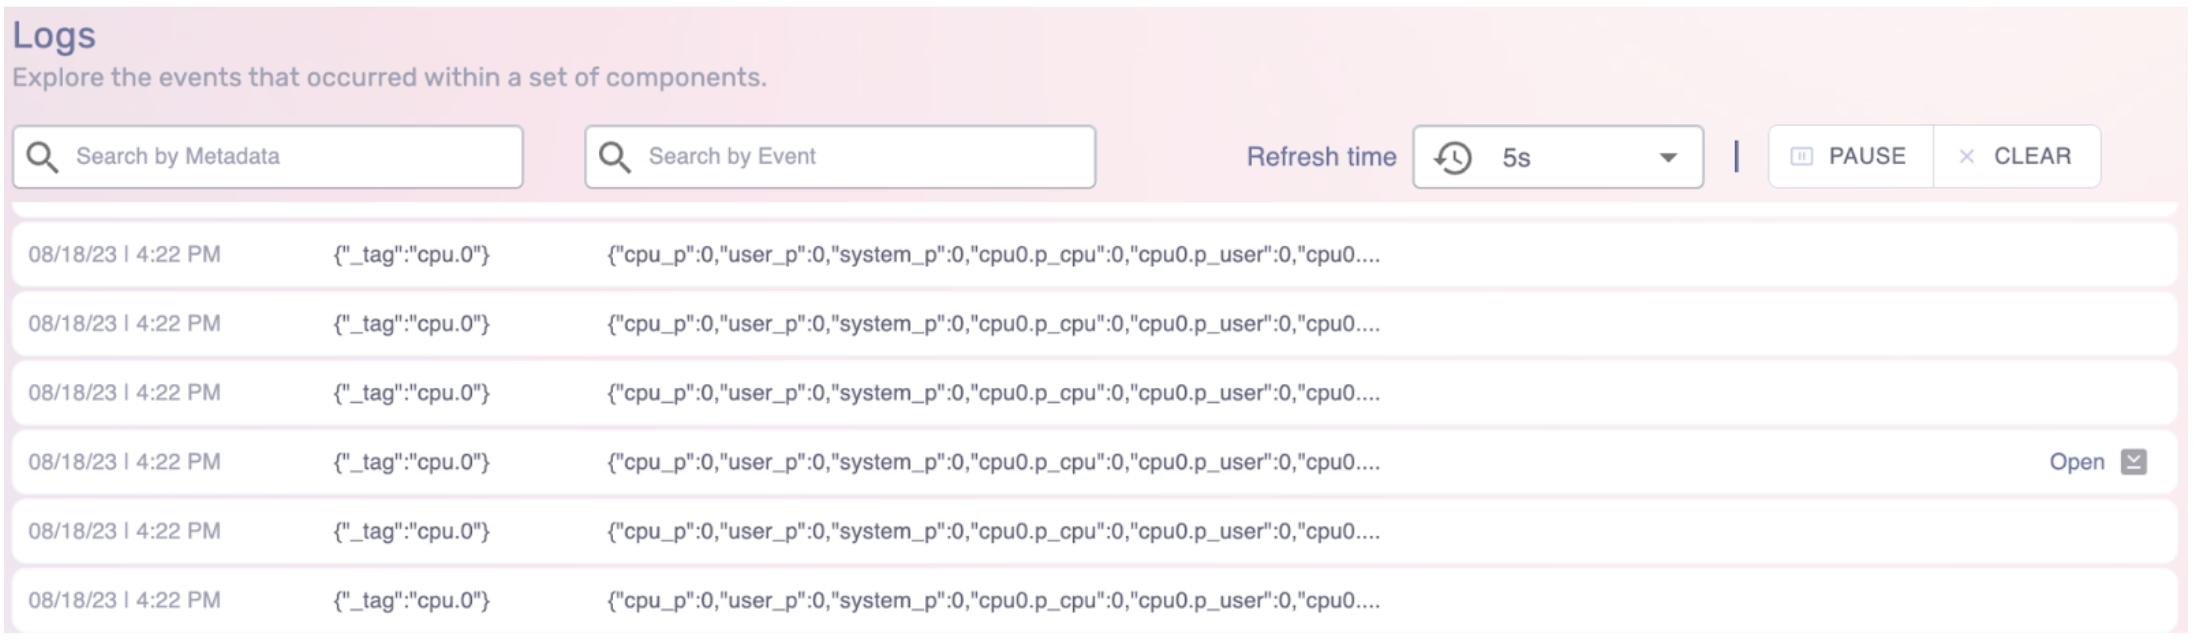 Logs
Explore the events that occurred within a set of components.
Search by Metadata Search by Event Refresh time 5s PAUSE CLEAR
08/18/23 | 4:22 PM {"_tag":"cpu.0"} {"cpu_p":0,"user_p":0,"system_p":0,"cpu0.p_cpu":0,"cpu0.p_user":0,"cpu0....
08/18/23 | 4:22 PM {"_tag":"cpu.0"} {"cpu_p":0,"user_p":0,"system_p":0,"cpu0.p_cpu":0,"cpu0.p_user":0,"cpu0....
08/18/23 | 4:22 PM {"_tag":"cpu.0"} {"cpu_p":0,"user_p":0,"system_p":0,"cpu0.p_cpu":0,"cpu0.p_user":0,"cpu0....
08/18/23 | 4:22 PM {"_tag":"cpu.0"} {"cpu_p":0,"user_p":0,"system_p":0,"cpu0.p_cpu":0,"cpu0.p_user":0,"cpu0.... Open
08/18/23 | 4:22 PM {"_tag":"cpu.0"} {"cpu_p":0,"user_p":0,"system_p":0,"cpu0.p_cpu":0,"cpu0.p_user":0,"cpu0....
08/18/23 | 4:22 PM {"_tag":"cpu.0"} {"cpu_p":0,"user_p":0,"system_p":0,"cpu0.p_cpu":0,"cpu0.p_user":0,"cpu0....